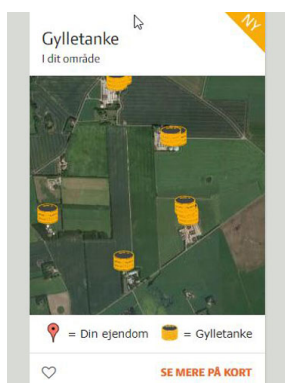 NY
Gylletanke
I dit område
= Din ejendom = Gylletanke
SE MERE PÅ KORT